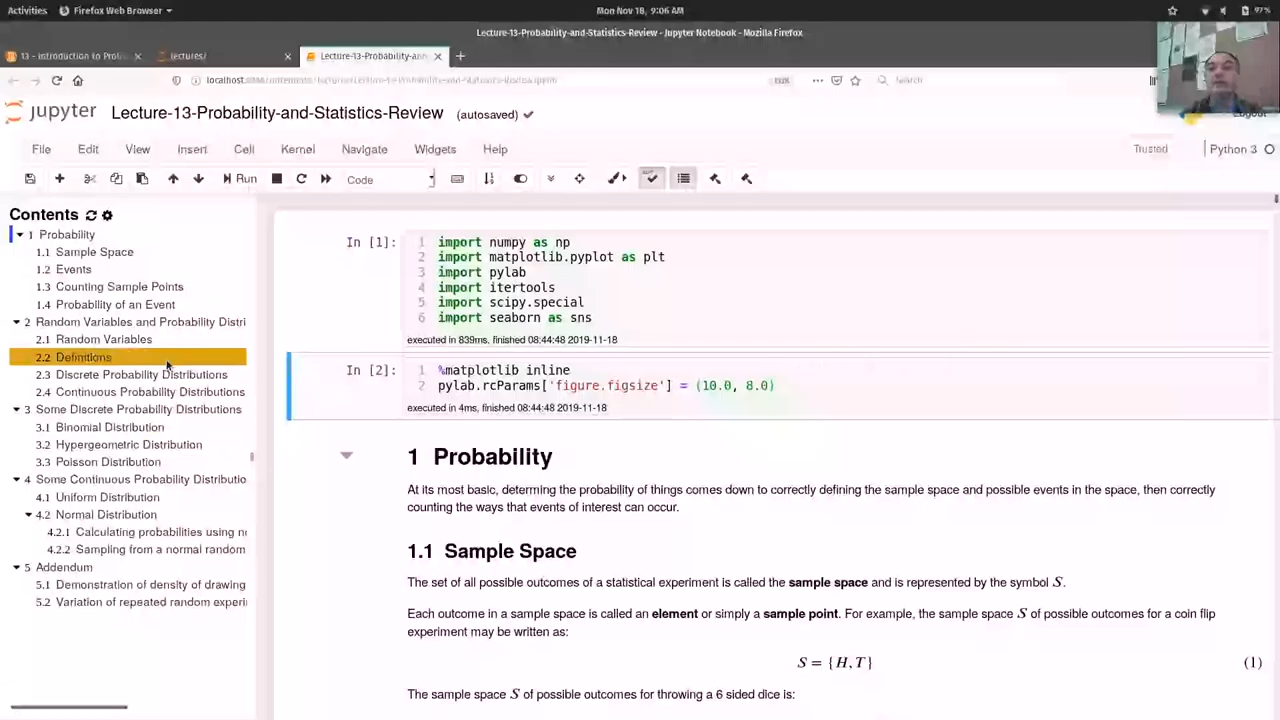 Activities
Firefox Web Browser
Mon Nov 18, 9:06 AM
97%
Lecture-13-Probability-and-Statistics-Review - Jupyter Notebook - Mozilla Firefox
13 - Introduction to Prob
lectures/
Lecture-13-Probability-an
Search
jupyter
Lecture-13-Probability-and-Statistics-Review
(autosaved)
Logout
File
Edit
View
Insert
Cell
Kernel
Navigate
Widgets
Help
Trusted
Python 3
Run
Code
Contents
1 Probability
1.1 Sample Space
1.2 Events
1.3 Counting Sample Points
1.4 Probability of an Event
2 Random Variables and Probability Distri
2.1 Random Variables
2.2 Definitions
2.3 Discrete Probability Distributions
2.4 Continuous Probability Distributions
3 Some Discrete Probability Distributions
3.1 Binomial Distribution
3.2 Hypergeometric Distribution
3.3 Poisson Distribution
4 Some Continuous Probability Distributio
4.1 Uniform Distribution
4.2 Normal Distribution
4.2.1 Calculating probabilities using n
4.2.2 Sampling from a normal random
5 Addendum
5.1 Demonstration of density of drawing
5.2 Variation of repeated random experi
In [1]:
1 import numpy as np
2 import matplotlib.pyplot as plt
3 import pylab
4 import itertools
5 import scipy.special
6 import seaborn as sns
executed in 839ms, finished 08:44:48 2019-11-18
In [2]:
1 %matplotlib inline
2 pylab.rcParams['figure.figsize'] = (10.0, 8.0)
executed in 4ms, finished 08:44:48 2019-11-18
1 Probability
At its most basic, determing the probability of things comes down to correctly defining the sample space and possible events in the space, then correctly
counting the ways that events of interest can occur.
1.1 Sample Space
The set of all possible outcomes of a statistical experiment is called the sample space and is represented by the symbol S.
Each outcome in a sample space is called an element or simply a sample point. For example, the sample space S of possible outcomes for a coin flip
experiment may be written as:
S = {H, T}
(1)
The sample space S of possible outcomes for throwing a 6 sided dice is: